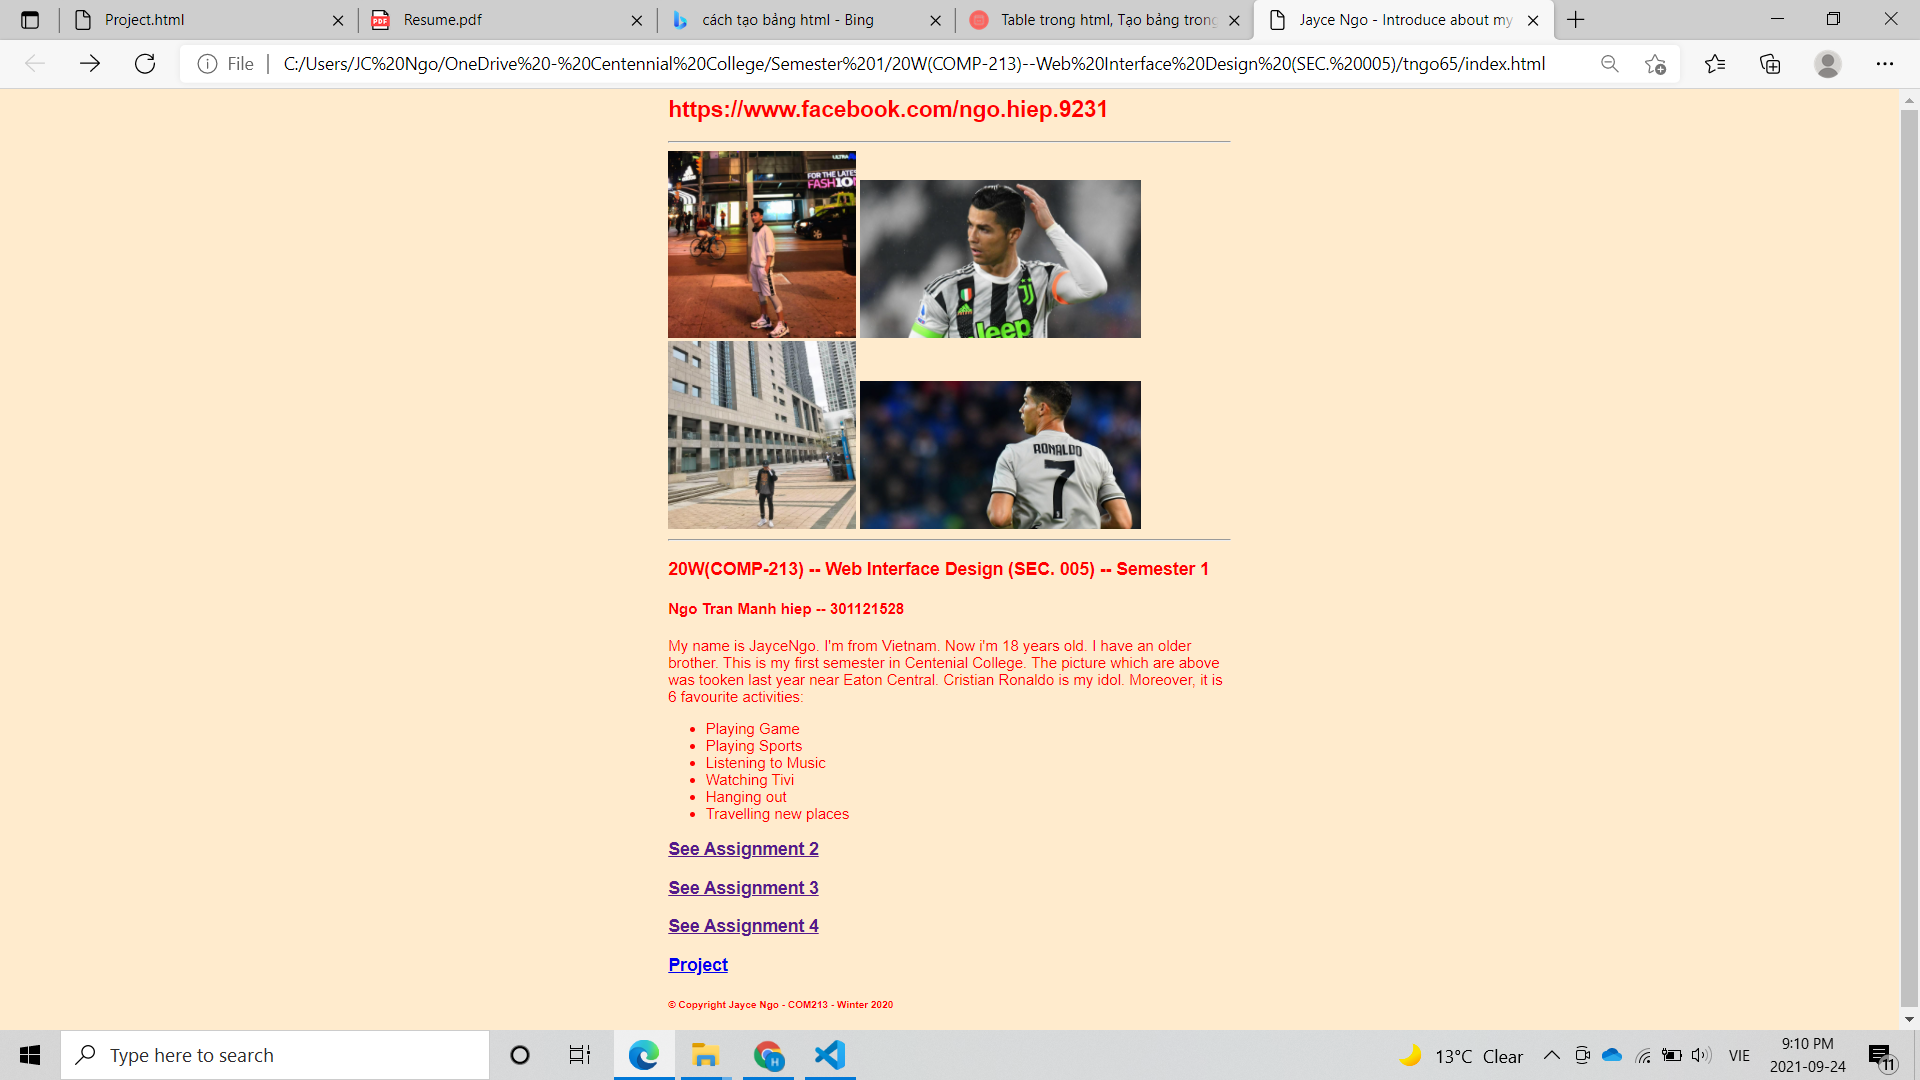 Project.html
Resume.pdf
cách tạo bảng html - Bing
Table trong html, Tạo bảng trong
Jayce Ngo - Introduce about my
File
C:/Users/JC%20Ngo/OneDrive%20-%20Centennial%20College/Semester%201/20W(COMP-213)--Web%20Interface%20Design%20(SEC.%20005)/tngo65/index.html
https://www.facebook.com/ngo.hiep.9231
ULTRA
FOR THE LATES
FASH10
Jeep
RONALDO
7
20W(COMP-213) -- Web Interface Design (SEC. 005) -- Semester 1
Ngo Tran Manh hiep -- 301121528
My name is JayceNgo. I'm from Vietnam. Now i'm 18 years old. I have an older
brother. This is my first semester in Centenial College. The picture which are above
was tooken last year near Eaton Central. Cristian Ronaldo is my idol. Moreover, it is
6 favourite activities:
• Playing Game
• Playing Sports
• Listening to Music
• Watching Tivi
• Hanging out
• Travelling new places
See Assignment 2
See Assignment 3
See Assignment 4
Project
© Copyright Jayce Ngo - COM213 - Winter 2020
Type here to search
13°C Clear
VIE
9:10 PM
2021-09-24
11